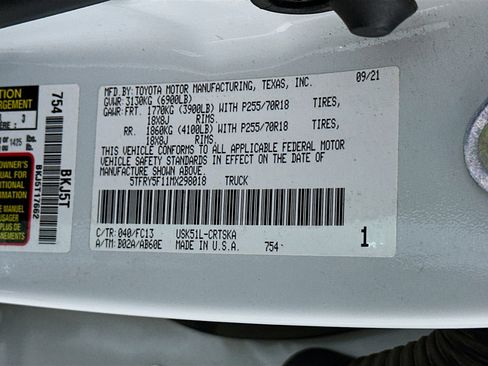 MFD.BY: TOYOTA MOTOR MANUFACTURING, TEXAS, INC. 09/21
GVWR: 3130KG (6900LB)
GAWR: FRT. 1770KG (3900LB) WITH P255/70R18 TIRES,
18X8J RIMS.
RR. 1860KG (4100LB) WITH P255/70R18 TIRES,
18X8J RIMS.
THIS VEHICLE CONFORMS TO ALL APPLICABLE FEDERAL MOTOR
VEHICLE SAFETY STANDARDS IN EFFECT ON THE DATE OF
MANUFACTURE SHOWN ABOVE.
5TFRY5F11MX298018 TRUCK
C/TR: 040/FC13 USK51L-CRTSKA
A/TM: B02A/AB60E MADE IN U.S.A. 754 1
754 BKJ5T
BKJ5T17662